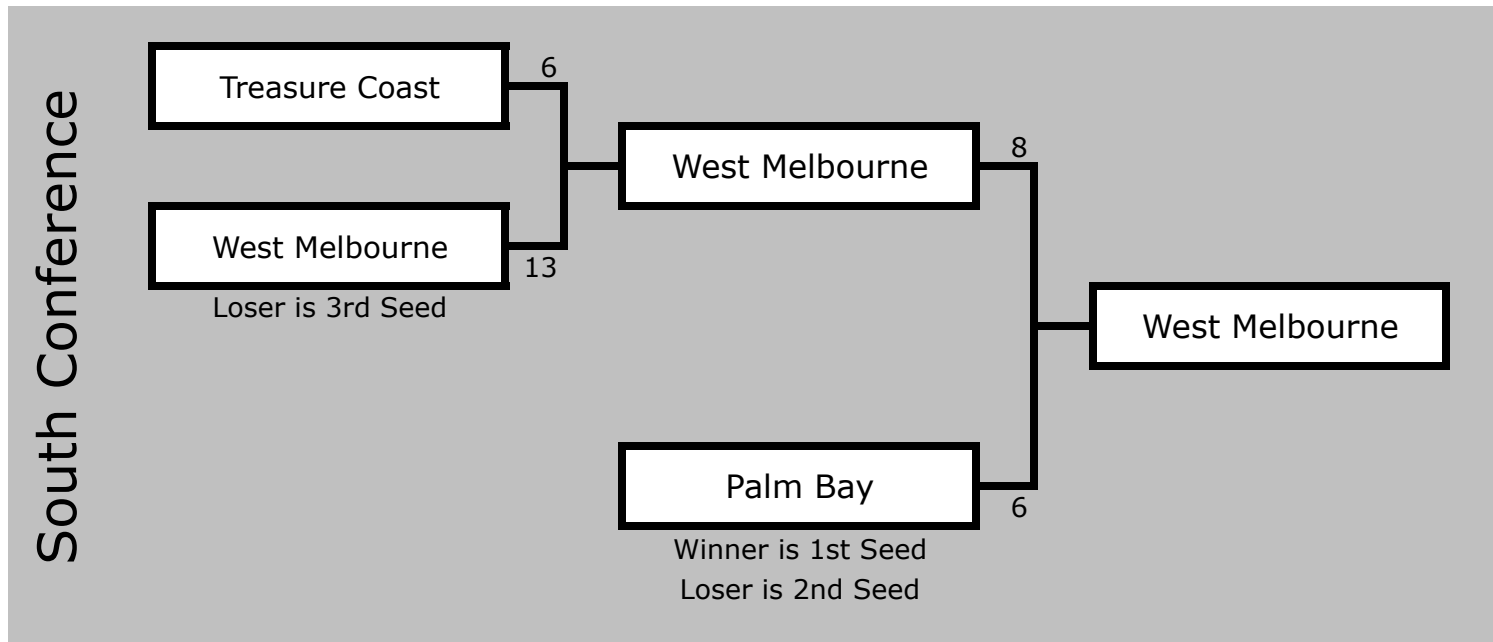 South Conference
Treasure Coast
6
West Melbourne
13
Loser is 3rd Seed
West Melbourne
8
Palm Bay
6
Winner is 1st Seed
Loser is 2nd Seed
West Melbourne